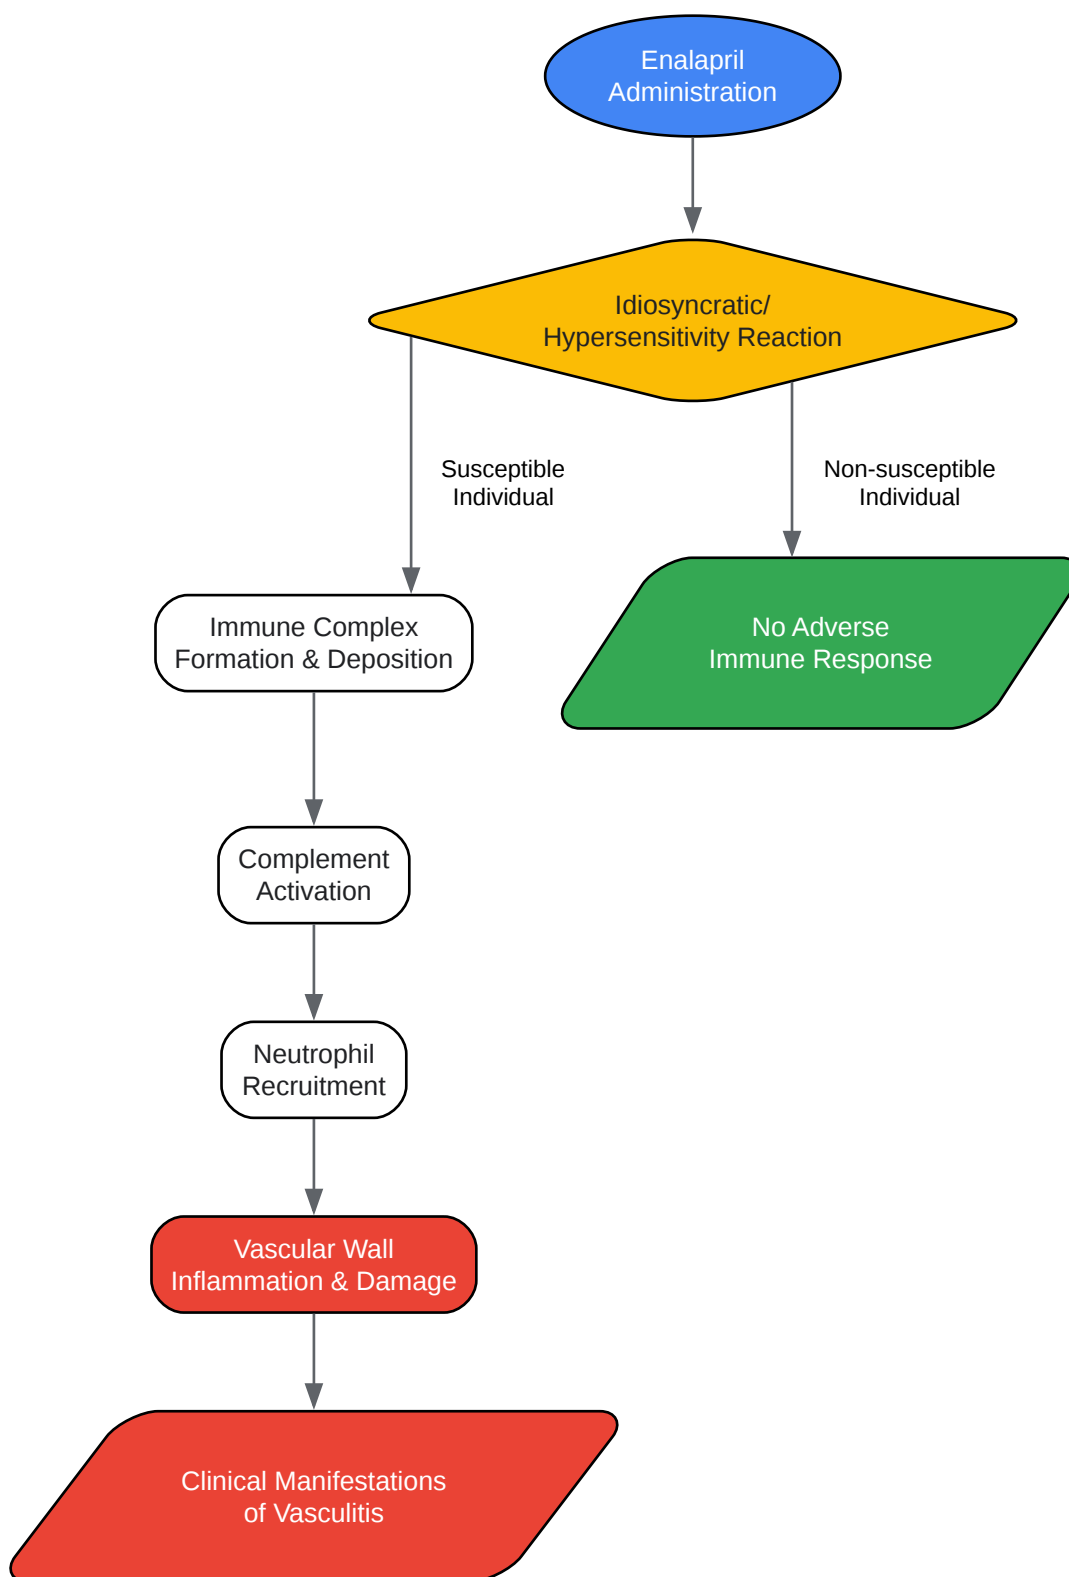 Enalapril
Administration
Idiosyncratic/
Hypersensitivity Reaction
Susceptible
Individual
Non-susceptible
Individual
Immune Complex
Formation & Deposition
No Adverse
Immune Response
Complement
Activation
Neutrophil
Recruitment
Vascular Wall
Inflammation & Damage
Clinical Manifestations
of Vasculitis